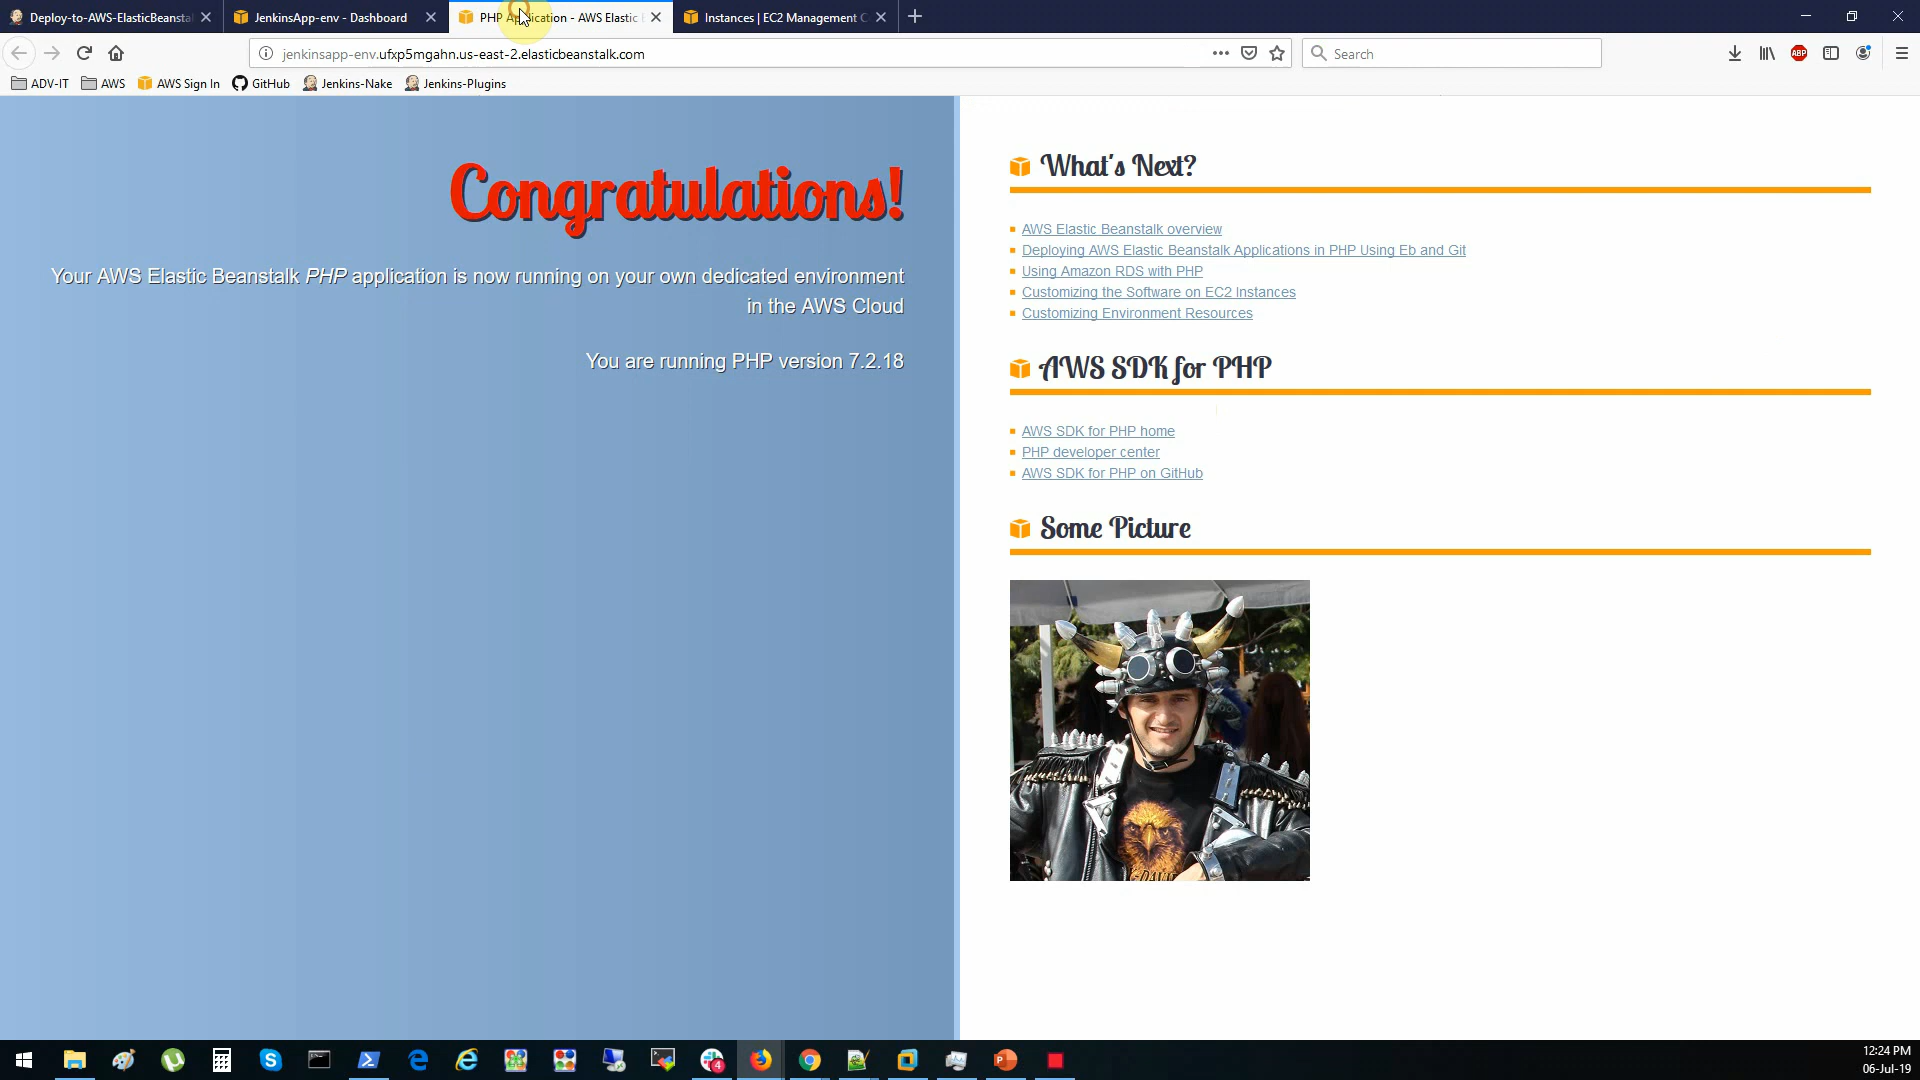 Deploy-to-AWS-ElasticBeansta
JenkinsApp-env - Dashboard
PHP Application - AWS Elastic
Instances | EC2 Management C
jenkinsapp-env.ufxp5mgahn.us-east-2.elasticbeanstalk.com
Search
ABP
ADV-IT
AWS
AWS Sign In
GitHub
Jenkins-Nake
Jenkins-Plugins
Congratulations!
Your AWS Elastic Beanstalk PHP application is now running on your own dedicated environment
in the AWS Cloud
You are running PHP version 7.2.18
What's Next?
AWS Elastic Beanstalk overview
Deploying AWS Elastic Beanstalk Applications in PHP Using Eb and Git
Using Amazon RDS with PHP
Customizing the Software on EC2 Instances
Customizing Environment Resources
AWS SDK for PHP
AWS SDK for PHP home
PHP developer center
AWS SDK for PHP on GitHub
Some Picture
4
12:24 PM
06-Jul-19